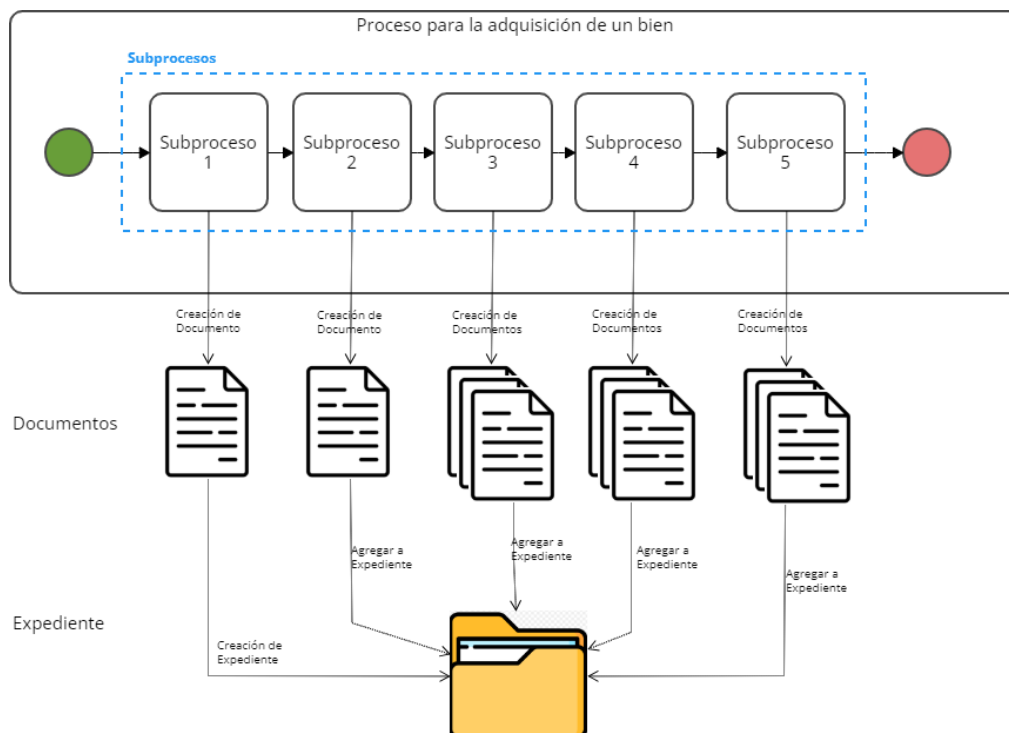 Proceso para la adquisición de un bien
Subprocesos
Subproceso
1
Subproceso
2
Subproceso
3
Subproceso
4
Subproceso
5
Creación de
Documento
Creación de
Documento
Creación de
Documentos
Creación de
Documentos
Creación de
Documentos
Documentos
Agregar a
Expediente
Agregar a
Expediente
Agregar a
Expediente
Agregar a
Expediente
Expediente
Creación de
Expediente